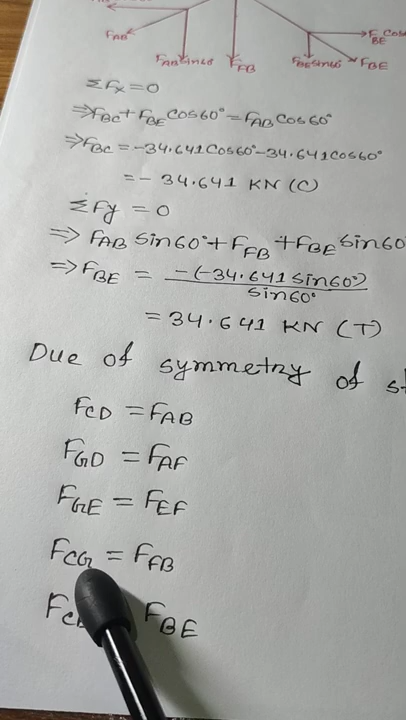 FAB
FABsin60 FFB FBEsin60 FBE
FBE Cos6
ΣFx=0
⇒FBC+FBE Cos60°=FAB Cos60°
⇒FBC = -34.641 Cos60°-34.641 Cos60°
= - 34.641 KN (C)
ΣFy = 0
⇒ FAB Sin60°+FFB +FBE Sin60
⇒FBE = -(-34.641 Sin60°)/Sin60°
= 34.641 KN (T)
Due of symmetry of
FCD = FAB
FGD = FAF
FGE = FEF
FCG = FFB
FBE